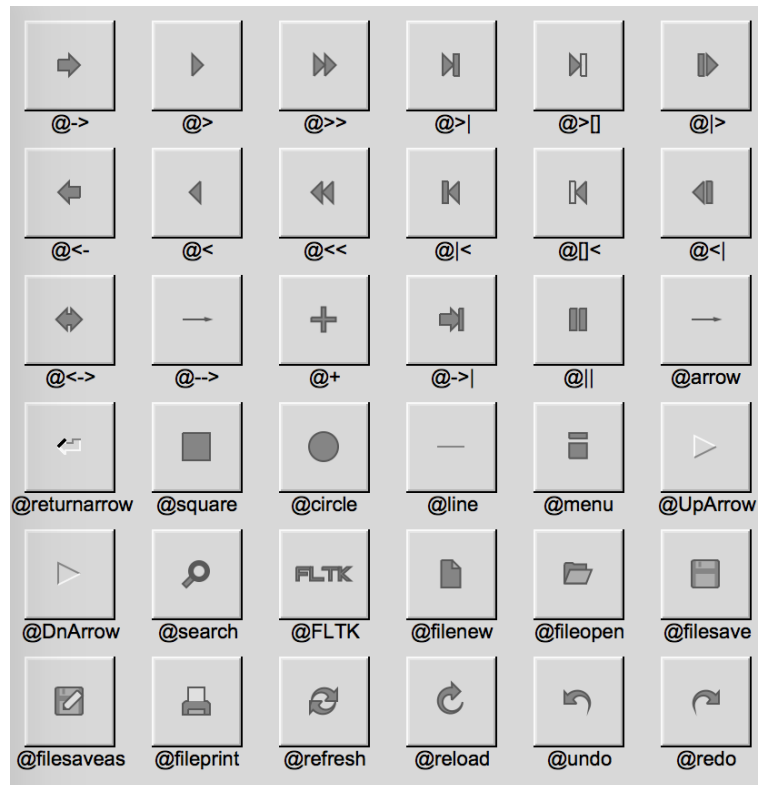 @-> @> @>> @>| @>[] @|>
@<- @< @<< @|< @[]< @<|
@<-> @--> @+ @->| @|| @arrow
@returnarrow @square @circle @line @menu @UpArrow
FLTK
@DnArrow @search @FLTK @filenew @fileopen @filesave
@filesaveas @fileprint @refresh @reload @undo @redo